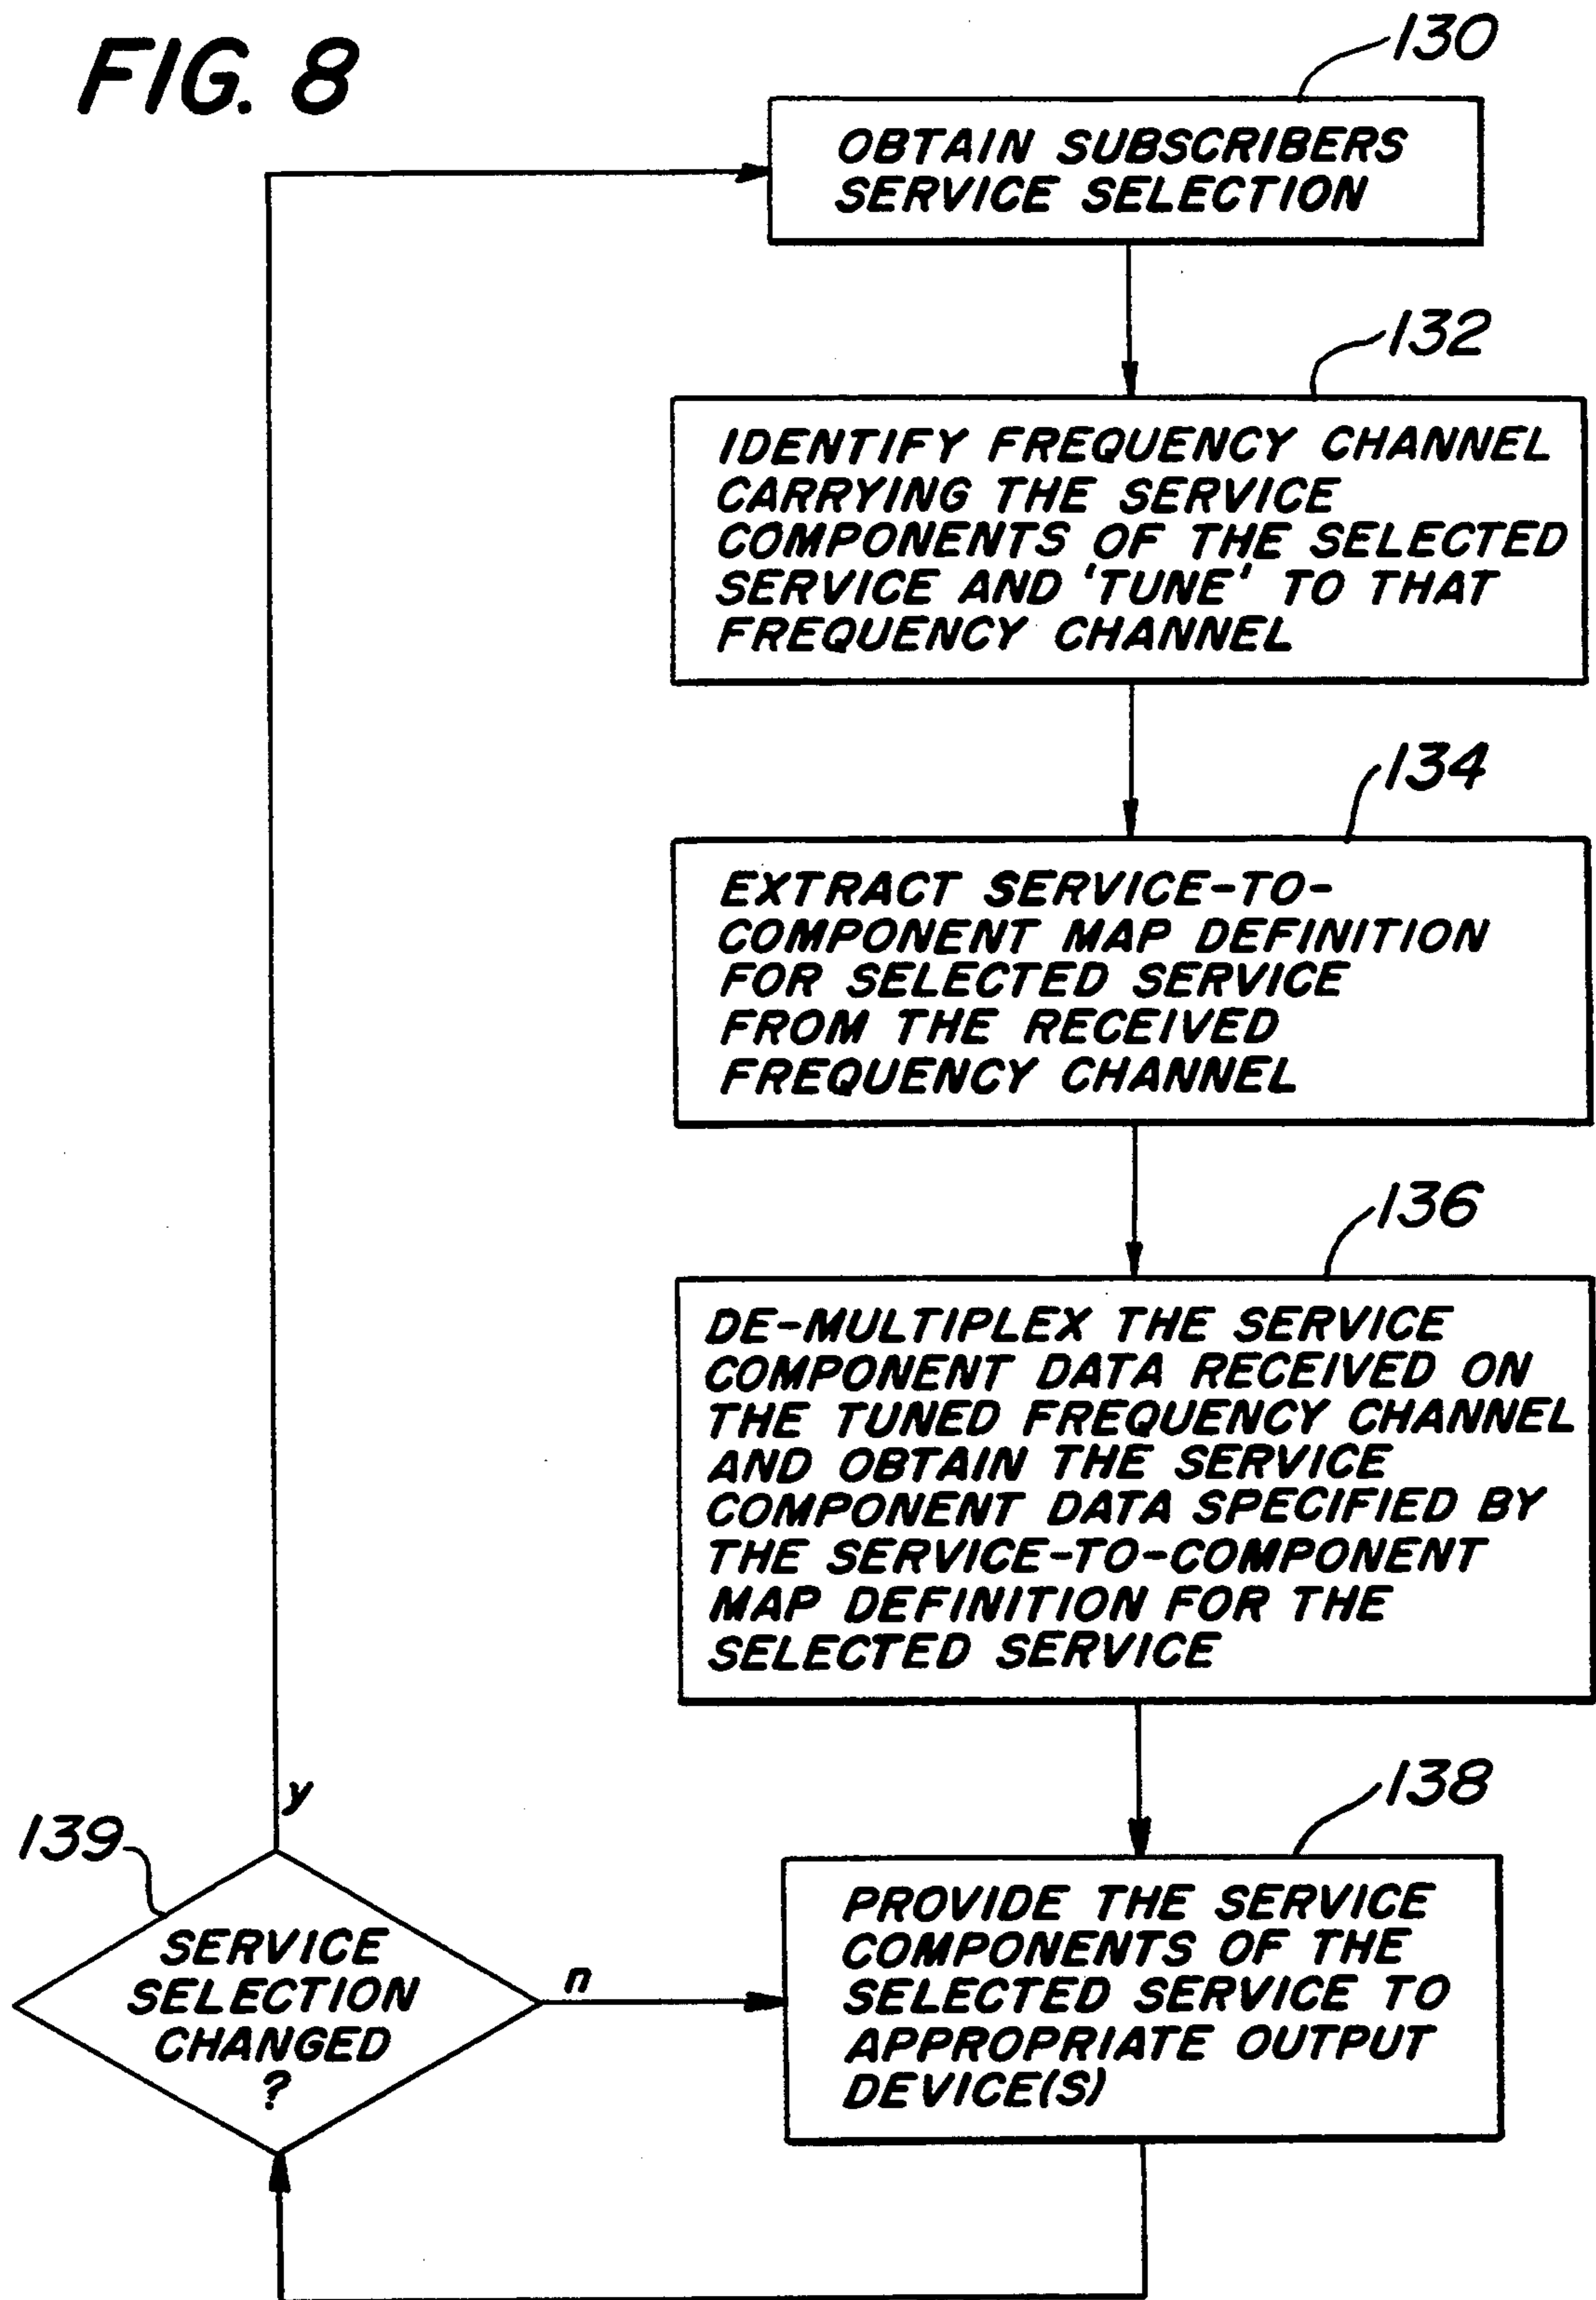 FIG. 8
130
OBTAIN SUBSCRIBERS
SERVICE SELECTION
132
IDENTIFY FREQUENCY CHANNEL
CARRYING THE SERVICE
COMPONENTS OF THE SELECTED
SERVICE AND 'TUNE' TO THAT
FREQUENCY CHANNEL
134
EXTRACT SERVICE-TO-
COMPONENT MAP DEFINITION
FOR SELECTED SERVICE
FROM THE RECEIVED
FREQUENCY CHANNEL
136
DE-MULTIPLEX THE SERVICE
COMPONENT DATA RECEIVED ON
THE TUNED FREQUENCY CHANNEL
AND OBTAIN THE SERVICE
COMPONENT DATA SPECIFIED BY
THE SERVICE-TO-COMPONENT
MAP DEFINITION FOR THE
SELECTED SERVICE
138
PROVIDE THE SERVICE
COMPONENTS OF THE
SELECTED SERVICE TO
APPROPRIATE OUTPUT
DEVICE(S)
139
y
SERVICE
SELECTION
CHANGED
?
n